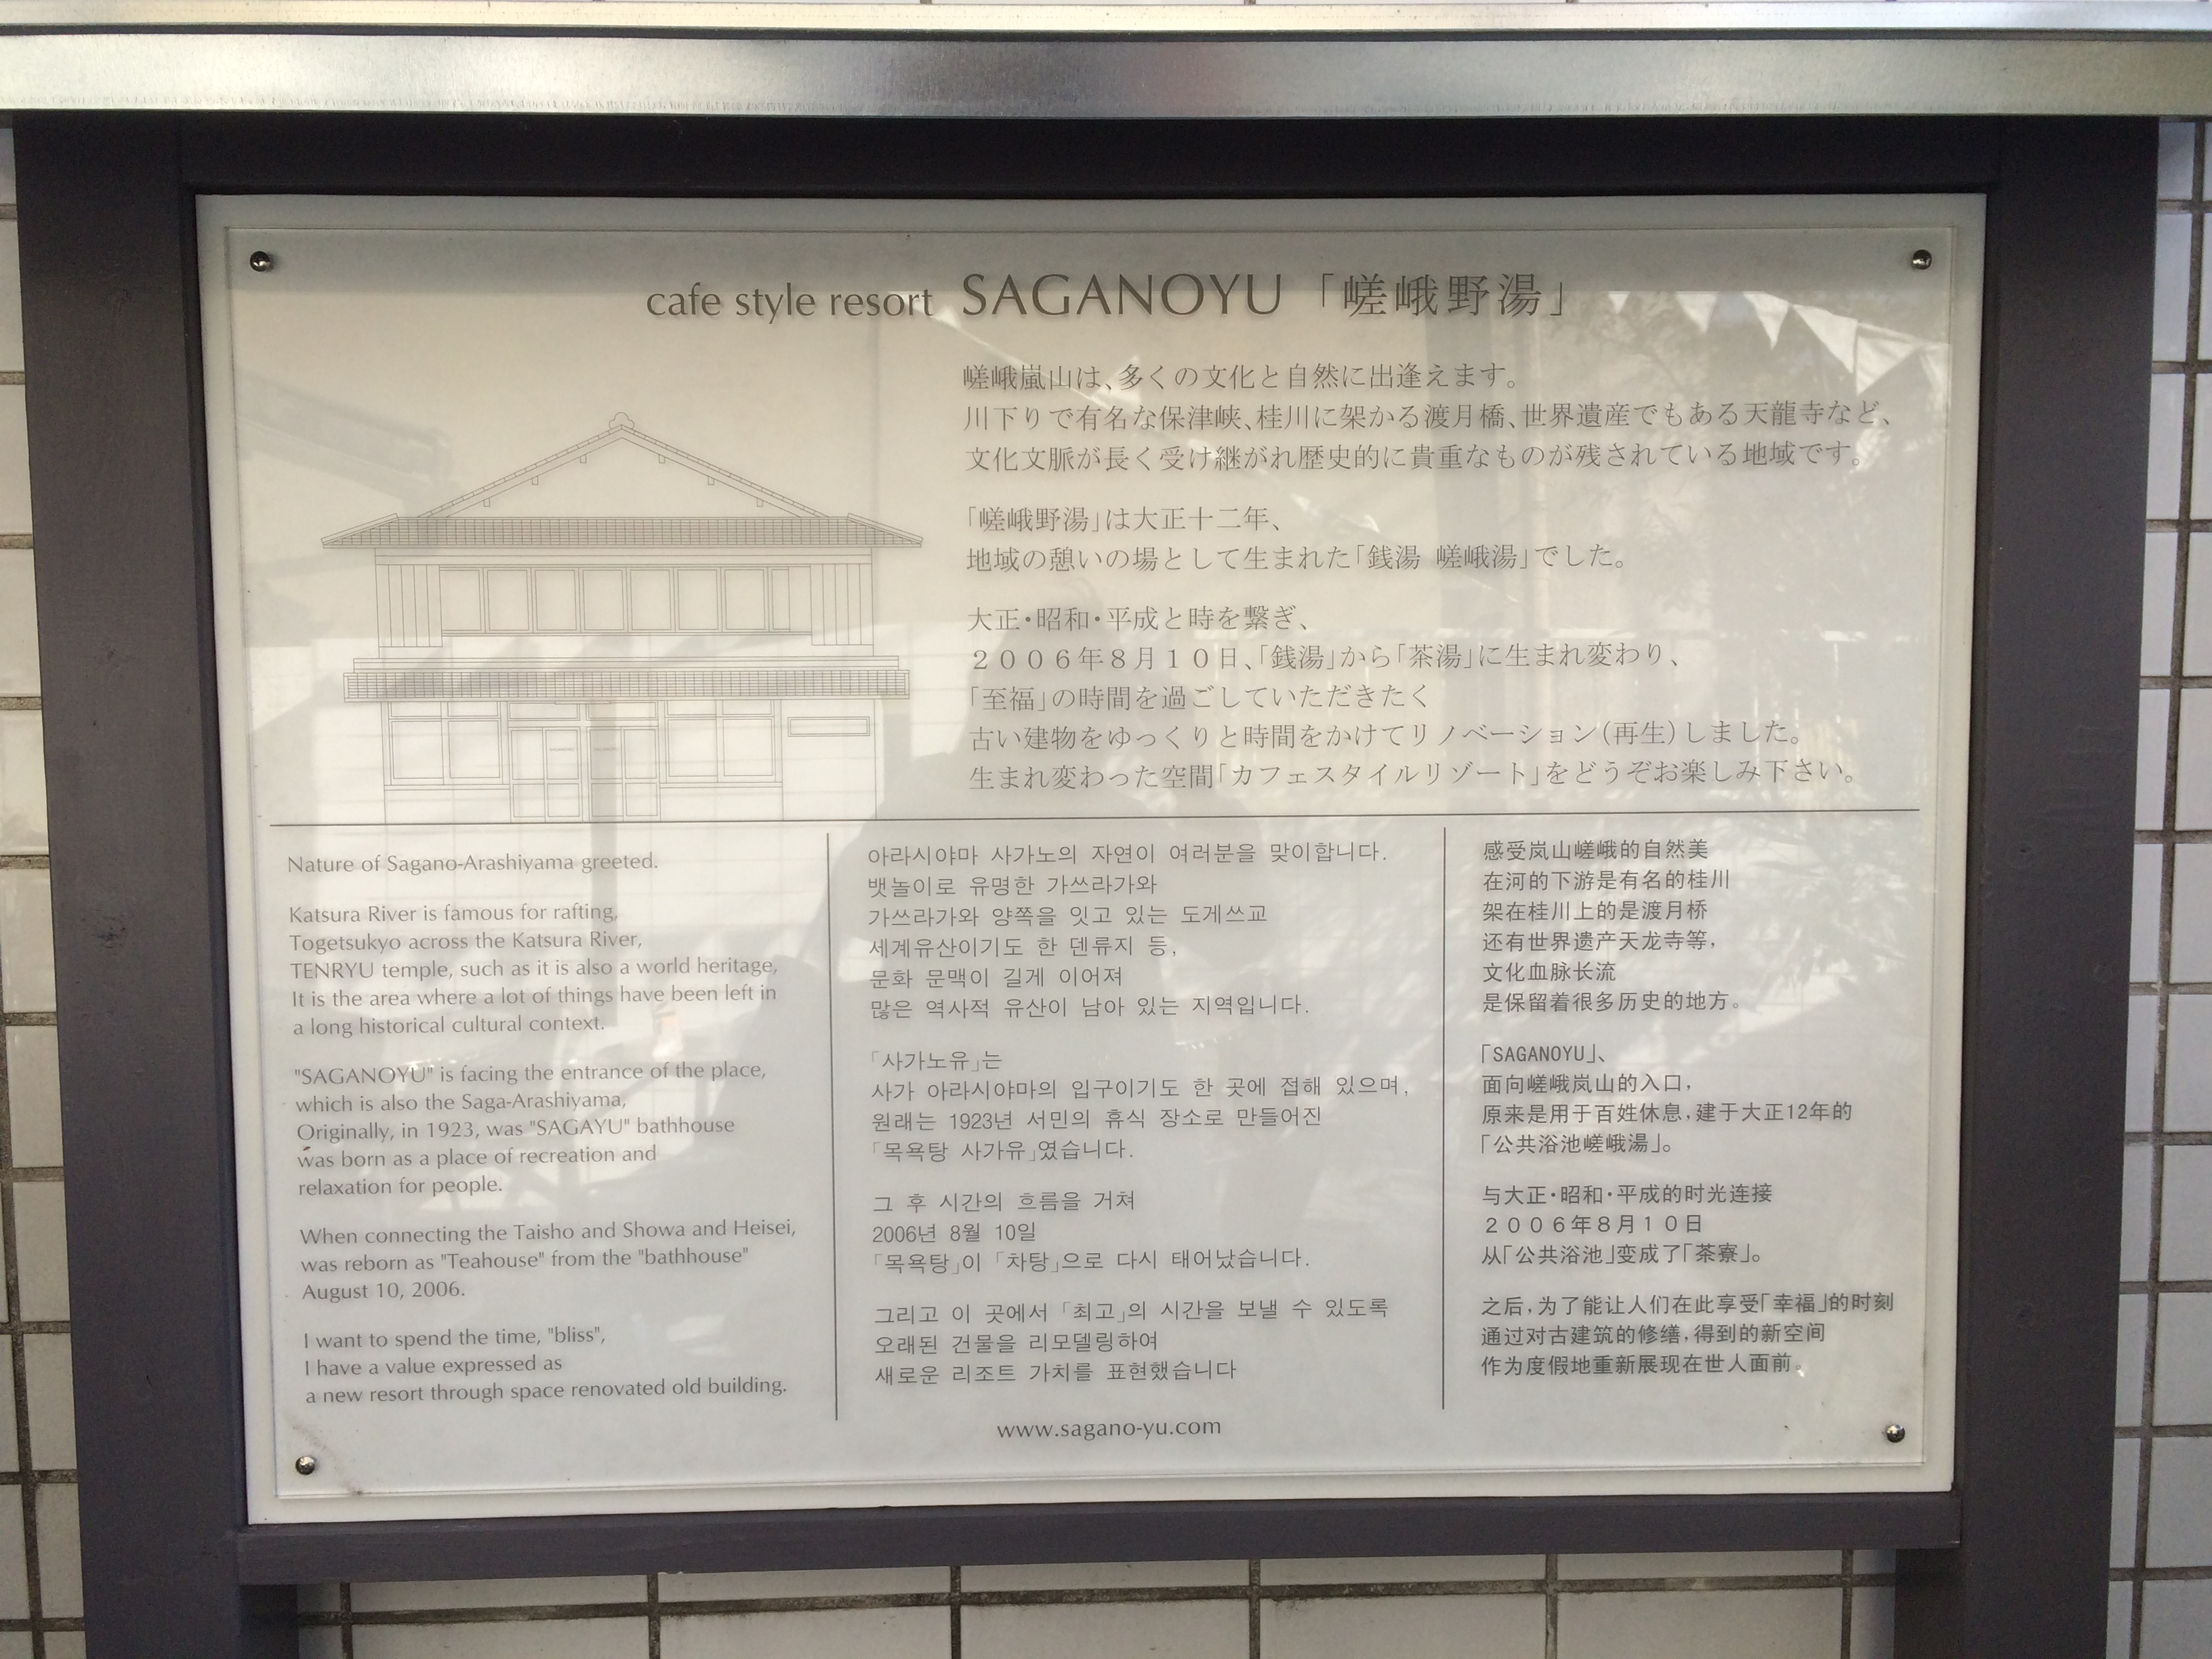 cafe style resort SAGANOYU「嵯峨野湯」
嵯峨嵐山は、多くの文化と自然に出逢えます。
川下りで有名な保津峡、桂川に架かる渡月橋、世界遺産でもある天龍寺など、
文化文脈が長く受け継がれ歴史的に貴重なものが残されている地域です。
「嵯峨野湯」は大正十二年、
地域の憩いの場として生まれた「銭湯 嵯峨湯」でした。
大正・昭和・平成と時を繋ぎ、
２００６年８月１０日、「銭湯」から「茶湯」に生まれ変わり、
「至福」の時間を過ごしていただきたく
古い建物をゆっくりと時間をかけてリノベーション(再生)しました。
生まれ変わった空間「カフェスタイルリゾート」をどうぞお楽しみ下さい。
Nature of Sagano-Arashiyama greeted.
Katsura River is famous for rafting,
Togetsukyo across the Katsura River,
TENRYU temple, such as it is also a world heritage,
It is the area where a lot of things have been left in
a long historical cultural context.
"SAGANOYU" is facing the entrance of the place,
which is also the Saga-Arashiyama,
Originally, in 1923, was "SAGAYU" bathhouse
was born as a place of recreation and
relaxation for people.
When connecting the Taisho and Showa and Heisei,
was reborn as "Teahouse" from the "bathhouse"
August 10, 2006.
I want to spend the time, "bliss",
I have a value expressed as
a new resort through space renovated old building.
아라시야마 사가노의 자연이 여러분을 맞이합니다.
뱃놀이로 유명한 가쓰라가와
가쓰라가와 양쪽을 잇고 있는 도게쓰교
세계유산이기도 한 덴류지 등,
문화 문맥이 길게 이어져
많은 역사적 유산이 남아 있는 지역입니다.
「사가노유」는
사가 아라시야마의 입구이기도 한 곳에 접해 있으며,
원래는 1923년 서민의 휴식 장소로 만들어진
「목욕탕 사가유」였습니다.
그 후 시간의 흐름을 거쳐
2006년 8월 10일
「목욕탕」이 「차탕」으로 다시 태어났습니다.
그리고 이 곳에서 「최고」의 시간을 보낼 수 있도록
오래된 건물을 리모델링하여
새로운 리조트 가치를 표현했습니다
感受岚山嵯峨的自然美
在河的下游是有名的桂川
架在桂川上的是渡月桥
还有世界遗产天龙寺等,
文化血脉长流
是保留着很多历史的地方。
「SAGANOYU」、
面向嵯峨岚山的入口,
原来是用于百姓休息,建于大正12年的
「公共浴池嵯峨湯」。
与大正・昭和・平成的时光连接
２００６年８月１０日
从「公共浴池」变成了「茶寮」。
之后,为了能让人们在此享受「幸福」的时刻
通过对古建筑的修缮,得到的新空间
作为度假地重新展现在世人面前。
www.sagano-yu.com